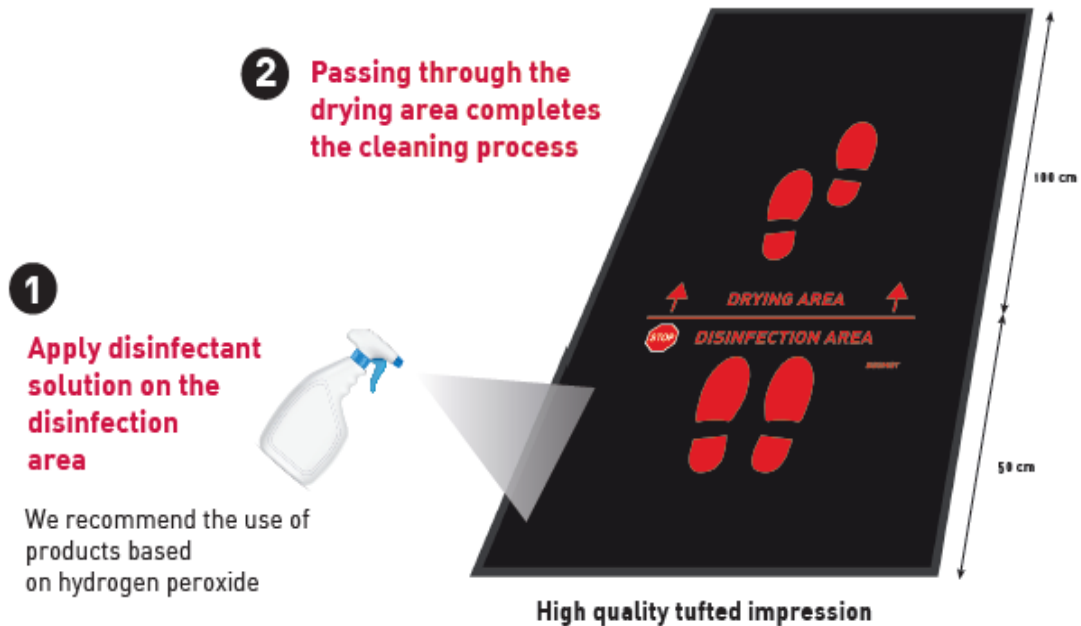 2
Passing through the
drying area completes
the cleaning process
100 cm
1
Apply disinfectant
solution on the
disinfection
area
We recommend the use of
products based
on hydrogen peroxide
DRYING AREA
STOP
DISINFECTION AREA
50 cm
High quality tufted impression